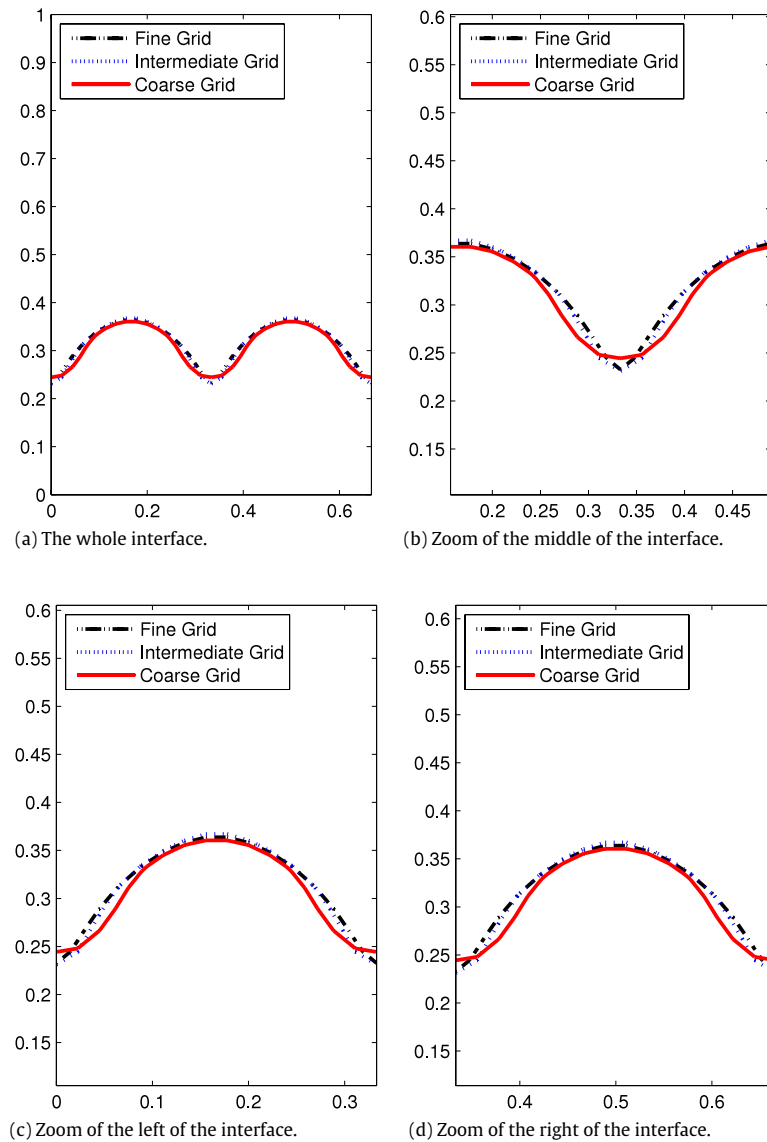 1
0.9
0.8
0.7
0.6
0.5
0.4
0.3
0.2
0.1
0
0 0.2 0.4 0.6
Fine Grid
Intermediate Grid
Coarse Grid
(a) The whole interface.
0.6
0.55
0.5
0.45
0.4
0.35
0.3
0.25
0.2
0.15
0.2 0.25 0.3 0.35 0.4 0.45
Fine Grid
Intermediate Grid
Coarse Grid
(b) Zoom of the middle of the interface.
0.6
0.55
0.5
0.45
0.4
0.35
0.3
0.25
0.2
0.15
0 0.1 0.2 0.3
Fine Grid
Intermediate Grid
Coarse Grid
(c) Zoom of the left of the interface.
0.6
0.55
0.5
0.45
0.4
0.35
0.3
0.25
0.2
0.15
0.4 0.5 0.6
Fine Grid
Intermediate Grid
Coarse Grid
(d) Zoom of the right of the interface.